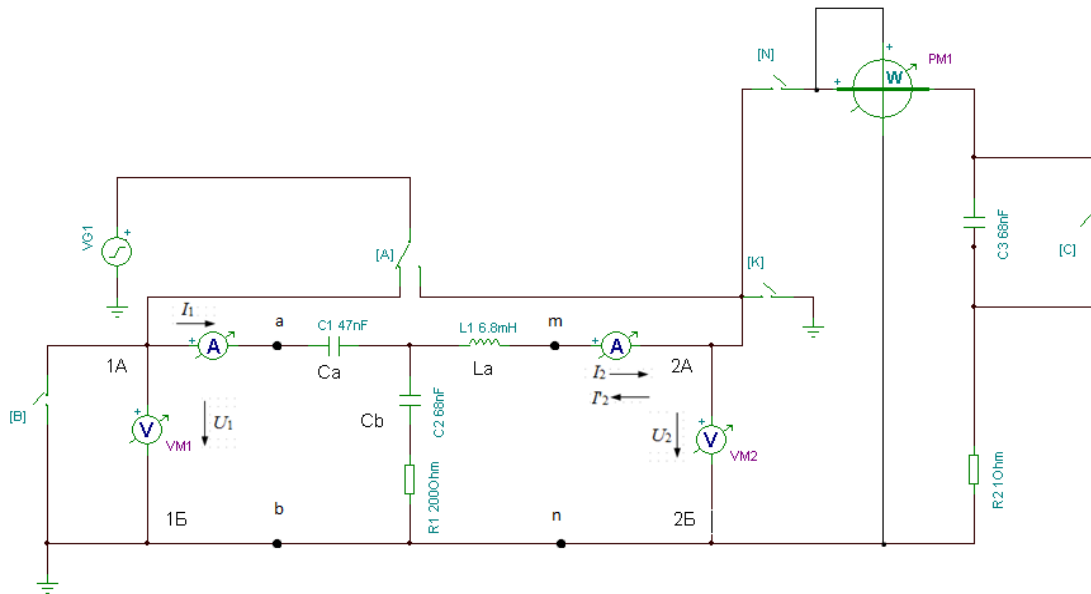 [N]
+
PM1
+
W
VG1
+
[A]
[K]
C3 68nF
[C]
I1
a
C1 47nF
L1 6.8mH
m
+
A
+
A
1A
Ca
La
I2
2A
I'2
[B]
U1
Cb
C2 68nF
U2
+
V
VM1
+
V
VM2
R1 200Ohm
R2 1Ohm
1Б
b
n
2Б